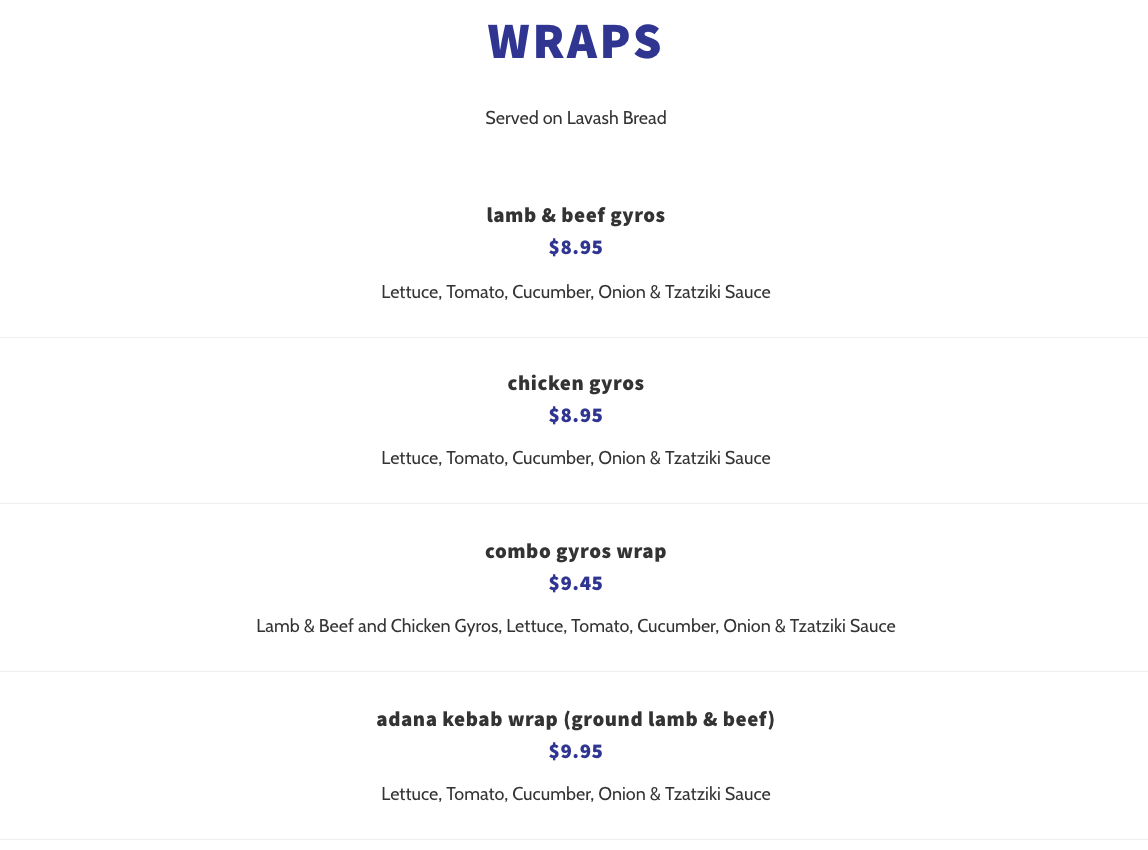 WRAPS
Served on Lavash Bread
lamb & beef gyros
$8.95
Lettuce, Tomato, Cucumber, Onion & Tzatziki Sauce
chicken gyros
$8.95
Lettuce, Tomato, Cucumber, Onion & Tzatziki Sauce
combo gyros wrap
$9.45
Lamb & Beef and Chicken Gyros, Lettuce, Tomato, Cucumber, Onion & Tzatziki Sauce
adana kebab wrap (ground lamb & beef)
$9.95
Lettuce, Tomato, Cucumber, Onion & Tzatziki Sauce